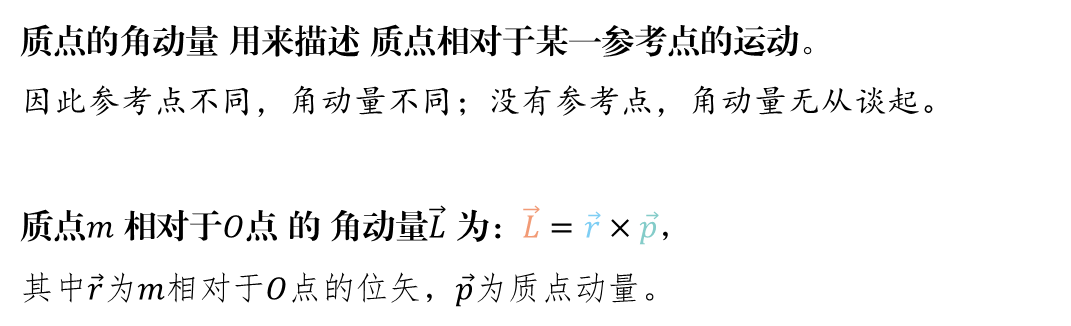 质点的角动量 用来描述 质点相对于某一参考点的运动。
因此参考点不同，角动量不同；没有参考点，角动量无从谈起。
质点m 相对于O点 的 角动量L⃗ 为：L⃗ = r⃗ × p⃗，
其中r⃗为m相对于O点的位矢，p⃗为质点动量。